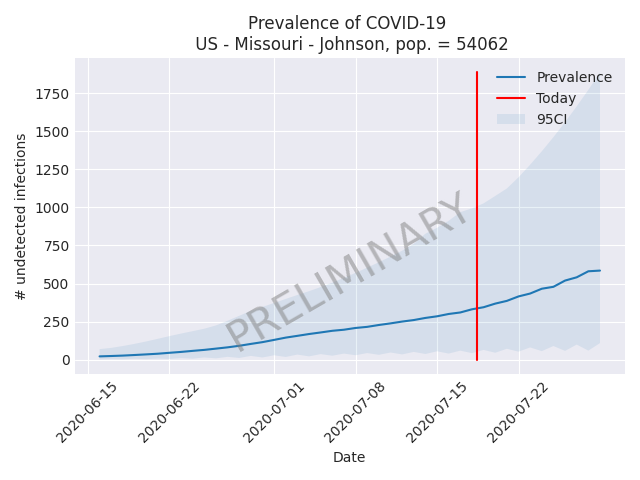 Prevalence of COVID-19
US - Missouri - Johnson, pop. = 54062
# undetected infections
1750
1500
1250
1000
750
500
250
0
Prevalence
Today
95CI
PRELIMINARY
2020-06-15
2020-06-22
2020-07-01
2020-07-08
2020-07-15
2020-07-22
Date